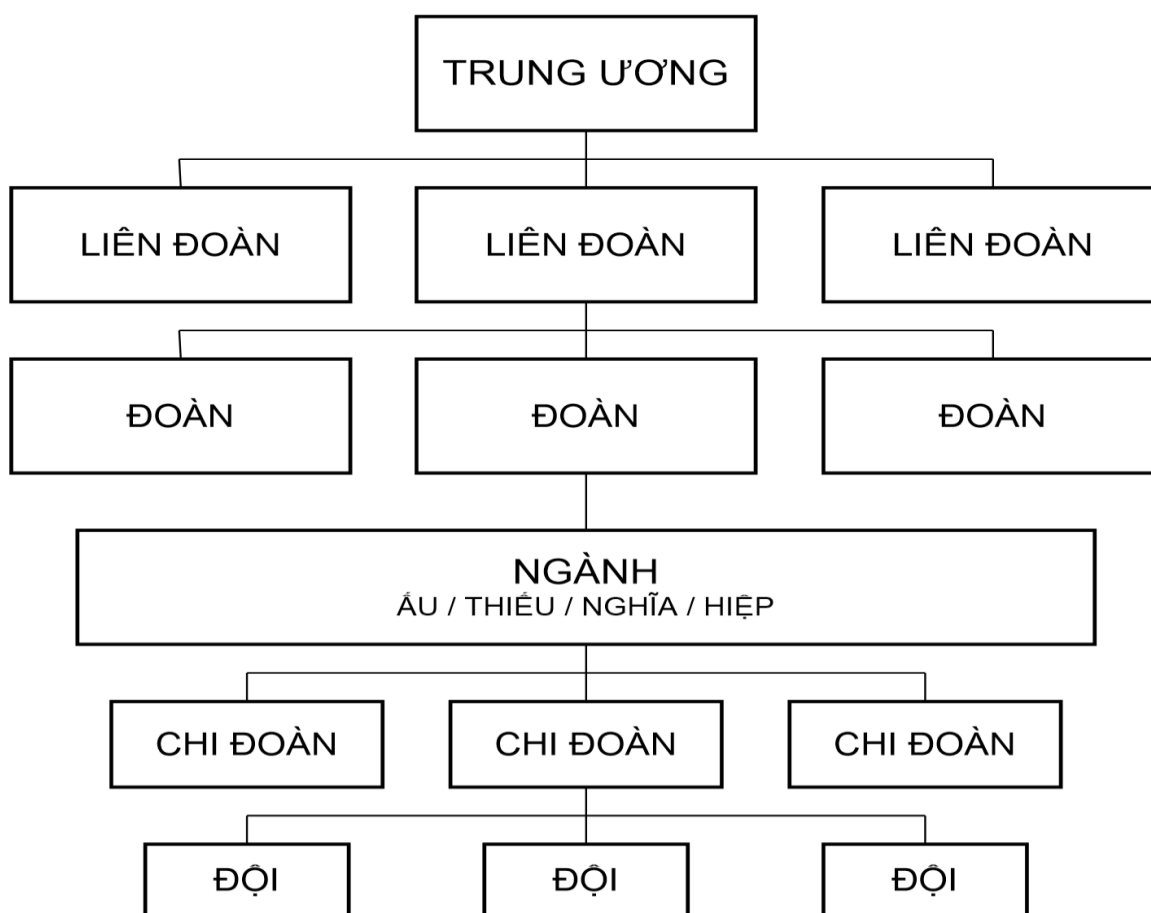 TRUNG ƯƠNG
LIÊN ĐOÀN
LIÊN ĐOÀN
LIÊN ĐOÀN
ĐOÀN
ĐOÀN
ĐOÀN
NGÀNH
ẤU / THIẾU / NGHĨA / HIỆP
CHI ĐOÀN
CHI ĐOÀN
CHI ĐOÀN
ĐỘI
ĐỘI
ĐỘI